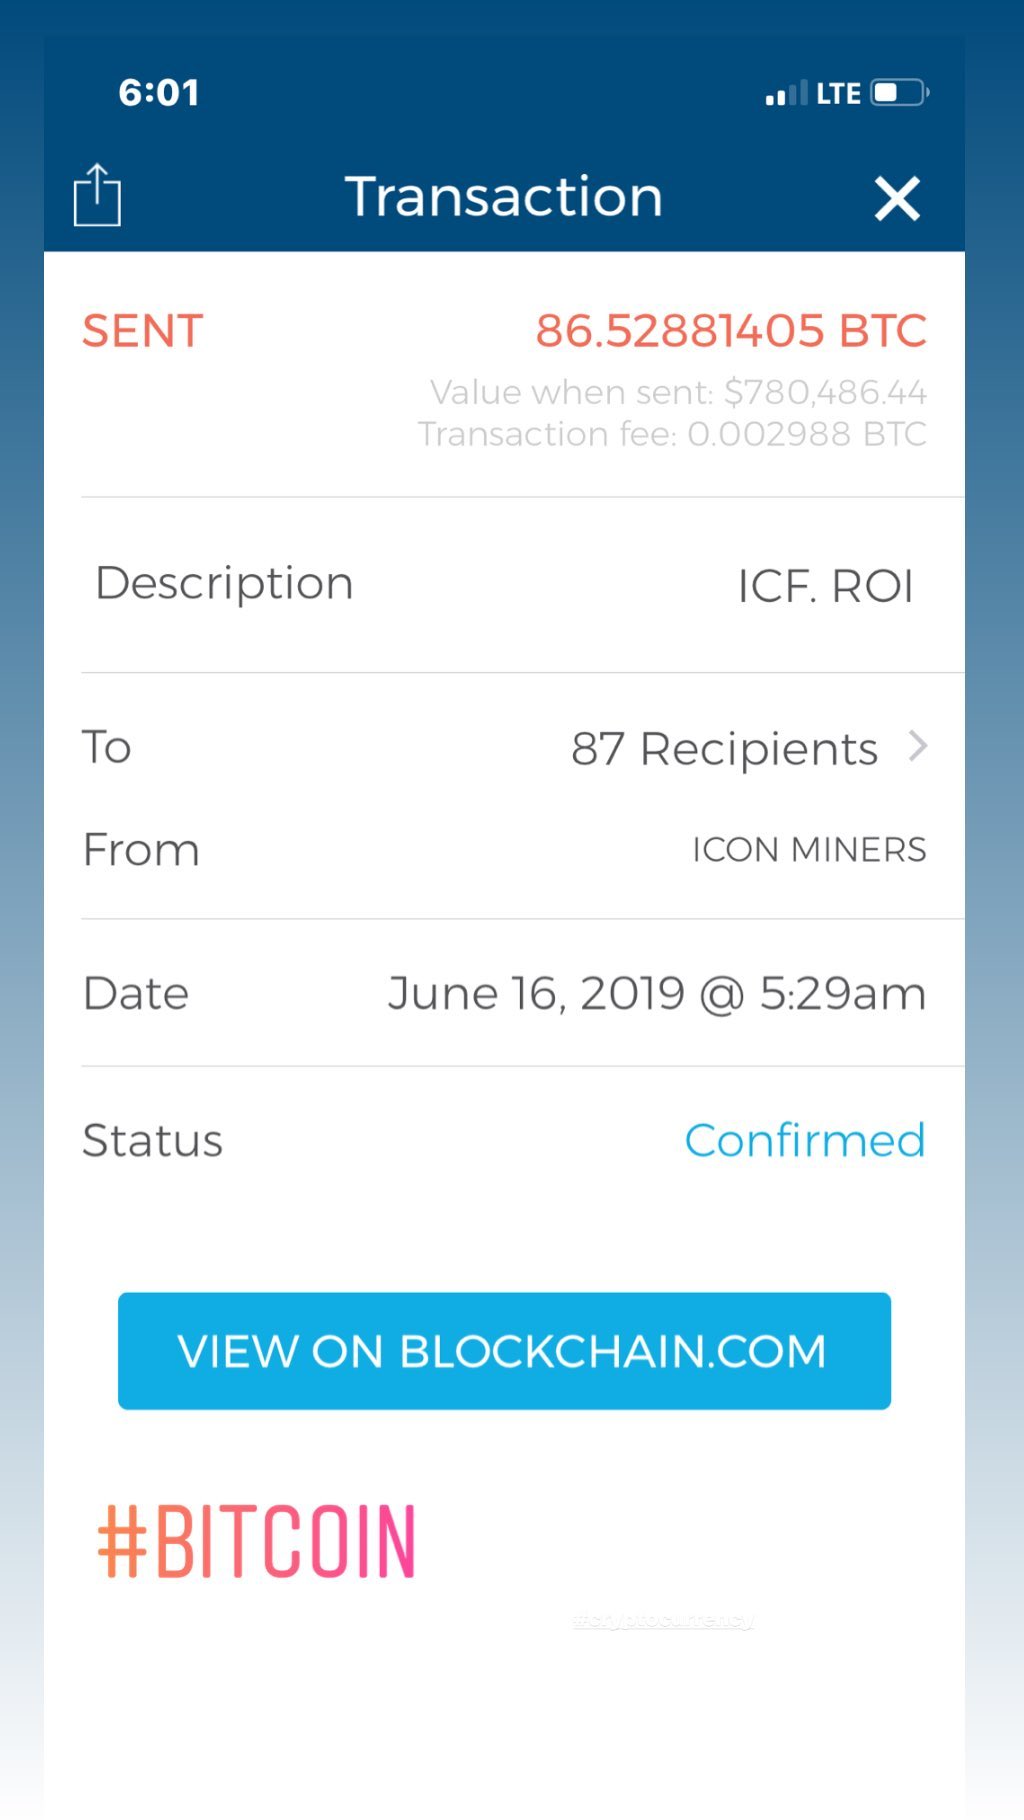 6:01 LTE
Transaction
SENT 86.52881405 BTC
Value when sent: $780,486.44
Transaction fee: 0.002988 BTC
Description ICF. ROI
To 87 Recipients
From ICON MINERS
Date June 16, 2019 @ 5:29am
Status Confirmed
VIEW ON BLOCKCHAIN.COM
#BITCOIN
#cryptocurrency